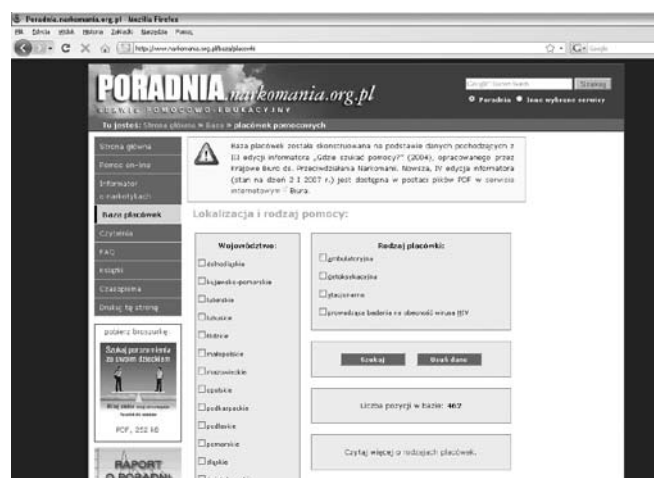 Poradnia.narkomania.org.pl - Mozilla Firefox
PORADNIA.narkomania.org.pl
SERWIS POMOCOWO-EDUKACYJNY
Szukaj
Poradnia Inne wybrane serwisy
Tu jesteś: Strona główna » Baza » placówek pomocowych
Strona główna
Pomoc on-line
Informator
o narkotykach
Baza placówek
Czytelnia
FAQ
Książki
Czasopisma
Drukuj tę stronę
pobierz broszurkę:
Szukaj porozumienia
ze swoim dzieckiem
PDF, 252 kB
RAPORT
O PORADNI
Baza placówek została skonstruowana na podstawie danych pochodzących z
III edycji informatora „Gdzie szukać pomocy?" (2004), opracowanego przez
Krajowe Biuro ds. Przeciwdziałania Narkomanii. Nowsza, IV edycja informatora
(stan na dzień 2 I 2007 r.) jest dostępna w postaci plików PDF w serwisie
internetowym Biura.
Lokalizacja i rodzaj pomocy:
Województwo:
dolnośląskie
kujawsko-pomorskie
lubelskie
lubuskie
łódzkie
małopolskie
mazowieckie
opolskie
podkarpackie
podlaskie
pomorskie
śląskie
Rodzaj placówki:
ambulatoryjna
detoksykacyjna
stacjonarna
prowadząca badania na obecność wirusa HIV
Szukaj Usuń dane
Liczba pozycji w bazie: 462
Czytaj więcej o rodzajach placówek.